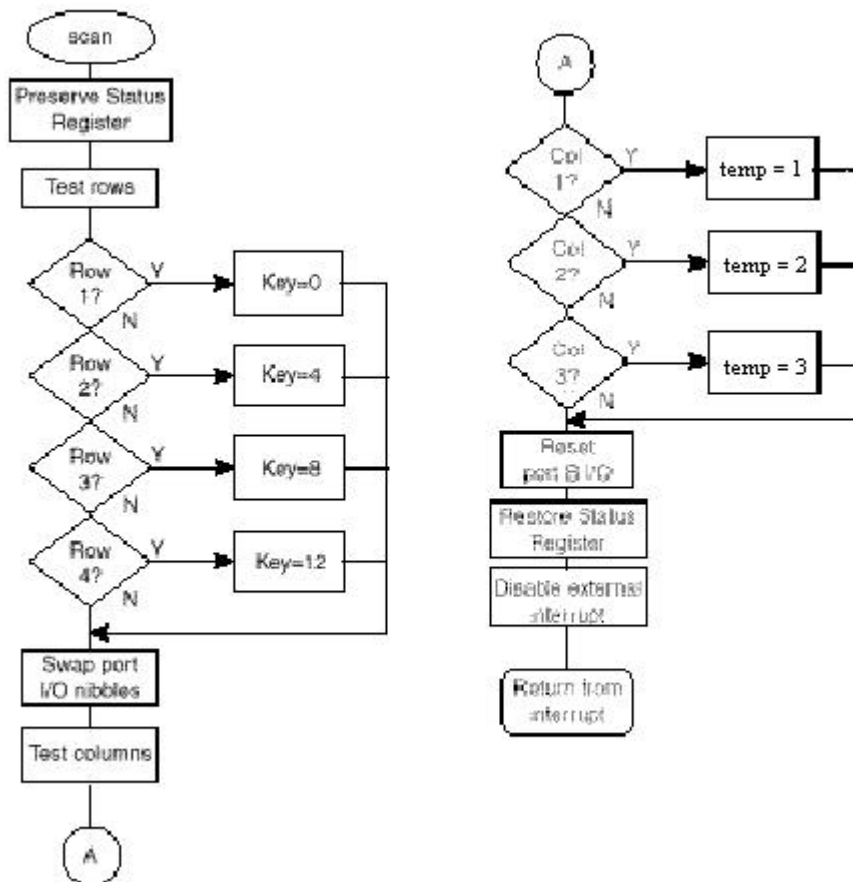 scan
Preserve Status
Register
Test rows
Row
1?
Y
N
Key=0
Row
2?
Y
N
Key=4
Row
3?
Y
N
Key=8
Row
4?
Y
N
Key=12
Swap port
I/O nibbles
Test columns
A
A
Col
1?
Y
N
temp = 1
Col
2?
Y
N
temp = 2
Col
3?
Y
N
temp = 3
Reset
port B I/O
Restore Status
Register
Disable external
interrupt
Return from
interrupt